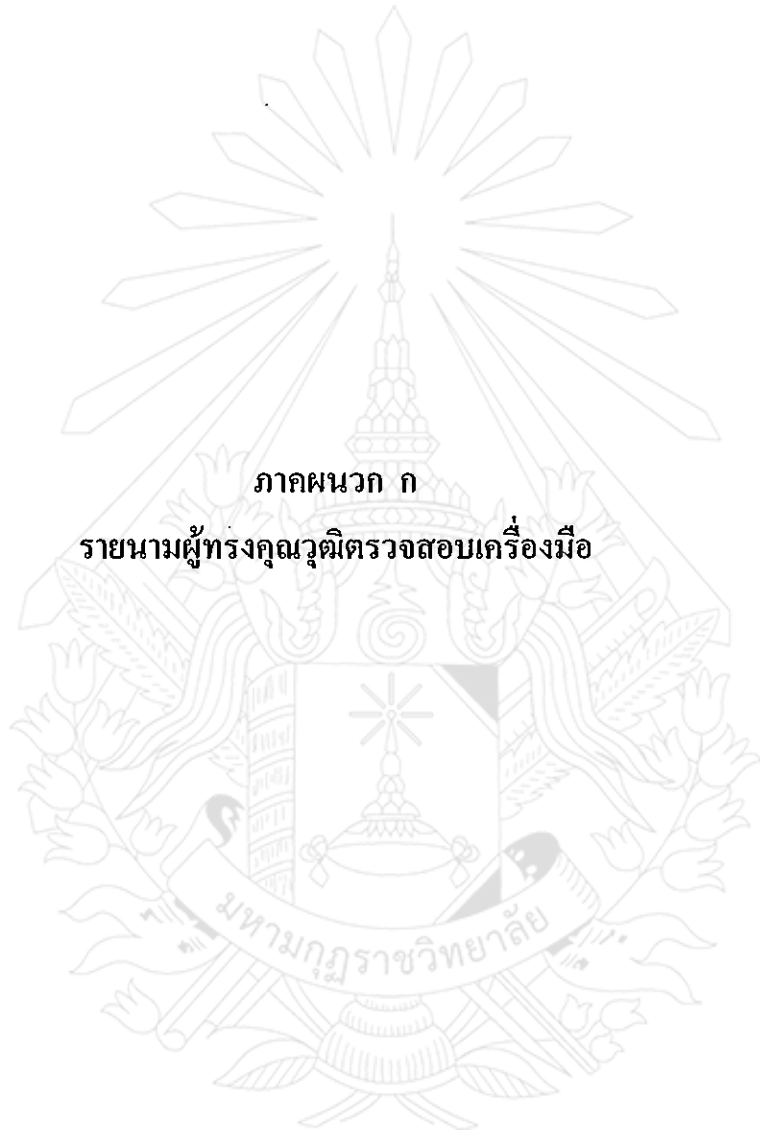 ภาคผนวก ก
รายนามผู้ทรงคุณวุฒิตรวจสอบเครื่องมือ
มหามกุฏราชวิทยาลัย